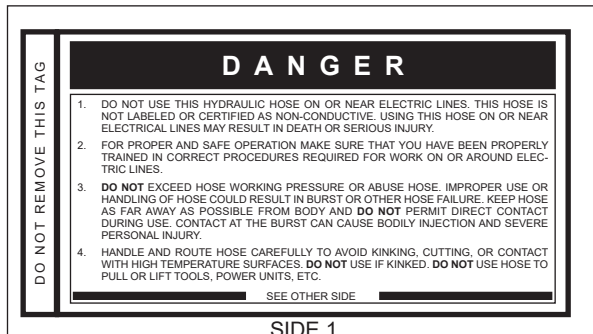 DO NOT REMOVE THIS TAG
DANGER
1. DO NOT USE THIS HYDRAULIC HOSE ON OR NEAR ELECTRIC LINES. THIS HOSE IS
NOT LABELED OR CERTIFIED AS NON-CONDUCTIVE. USING THIS HOSE ON OR NEAR
ELECTRICAL LINES MAY RESULT IN DEATH OR SERIOUS INJURY.
2. FOR PROPER AND SAFE OPERATION MAKE SURE THAT YOU HAVE BEEN PROPERLY
TRAINED IN CORRECT PROCEDURES REQUIRED FOR WORK ON OR AROUND ELEC-
TRIC LINES.
3. DO NOT EXCEED HOSE WORKING PRESSURE OR ABUSE HOSE. IMPROPER USE OR
HANDLING OF HOSE COULD RESULT IN BURST OR OTHER HOSE FAILURE. KEEP HOSE
AS FAR AWAY AS POSSIBLE FROM BODY AND DO NOT PERMIT DIRECT CONTACT
DURING USE. CONTACT AT THE BURST CAN CAUSE BODILY INJECTION AND SEVERE
PERSONAL INJURY.
4. HANDLE AND ROUTE HOSE CAREFULLY TO AVOID KINKING, CUTTING, OR CONTACT
WITH HIGH TEMPERATURE SURFACES. DO NOT USE IF KINKED. DO NOT USE HOSE TO
PULL OR LIFT TOOLS, POWER UNITS, ETC.
SEE OTHER SIDE
SIDE 1